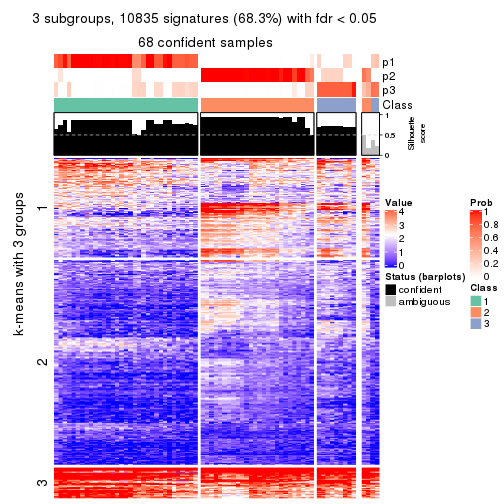 3 subgroups, 10835 signatures (68.3%) with fdr < 0.05
68 confident samples
p1
p2
p3
Class
1
0.5
0
Silhouette
score
k-means with 3 groups
1
2
3
Value
4
3
2
1
0
Status (barplots)
confident
ambiguous
Prob
1
0.8
0.6
0.4
0.2
0
Class
1
2
3